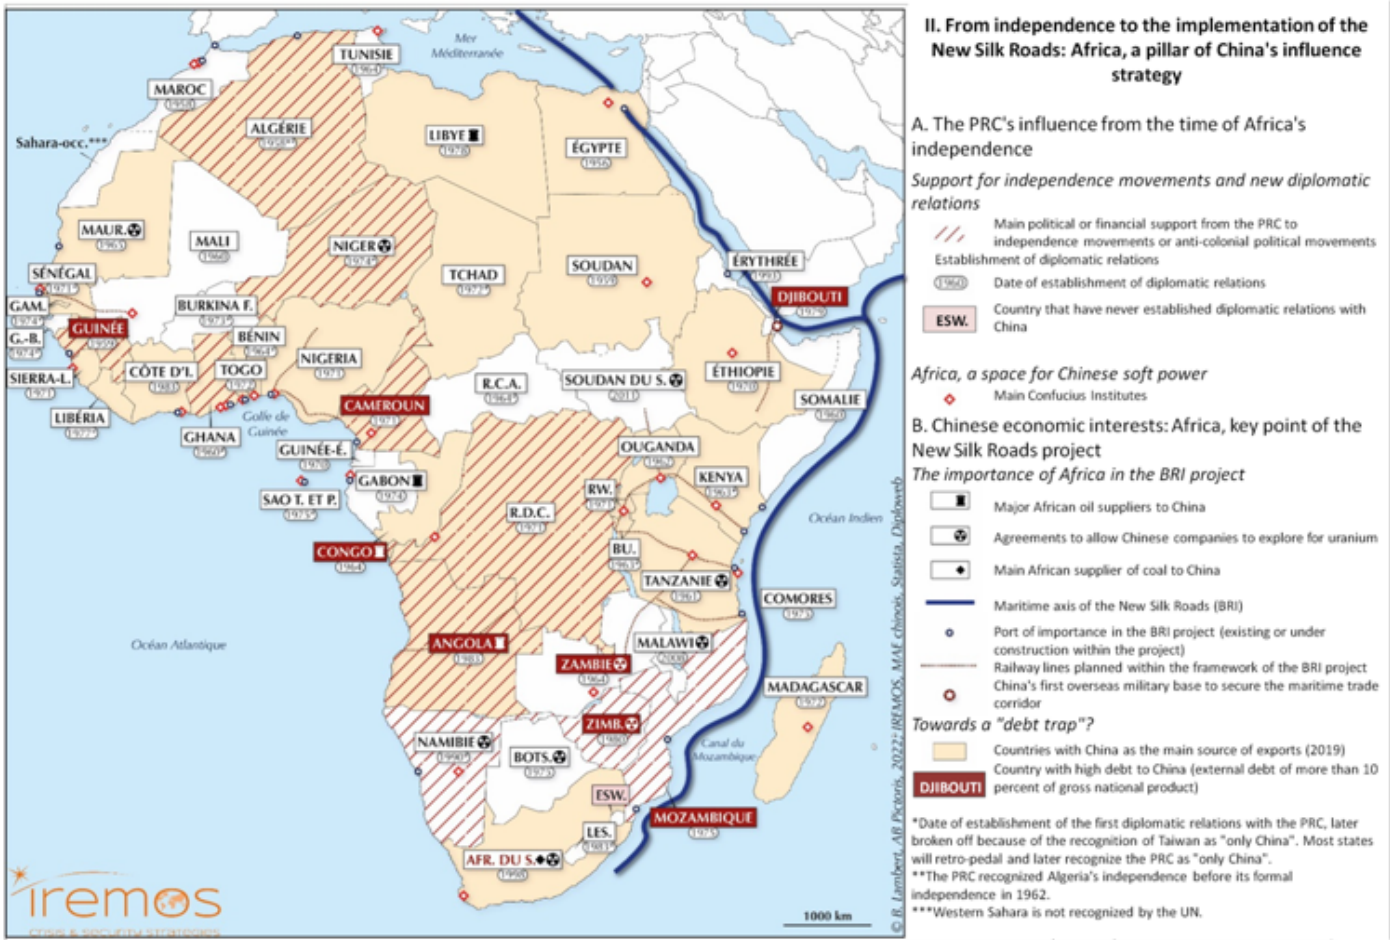 Mer
Méditerranée
TUNISIE
1964
MAROC
1958
ALGÉRIE
1958**
LIBYE
1978
ÉGYPTE
1956
Sahara-occ.***
MAUR.
1965
MALI
1960
NIGER
1974*
TCHAD
1972*
SOUDAN
1959
ÉRYTHRÉE
1993
DJIBOUTI
1979
SÉNÉGAL
1971*
GAM.
1974*
G.-B.
1974*
GUINÉE
1959
SIERRA-L.
1971
LIBÉRIA
1977*
CÔTE D'I.
1983
BURKINA F.
1973*
BÉNIN
1964*
TOGO
1972
GHANA
1960*
NIGERIA
1971
Golfe de
Guinée
CAMEROUN
1971
R.C.A.
1964*
SOUDAN DU S.
2011
ÉTHIOPIE
1970
SOMALIE
1960
GUINÉE-É.
1970
SAO T. ET P.
1975*
GABON
1974
CONGO
1964
R.D.C.
1971
OUGANDA
1962
RW.
1971
BU.
1963*
KENYA
1963*
TANZANIE
1961
Océan Indien
COMORES
1975
Océan Atlantique
ANGOLA
1983
ZAMBIE
1964
MALAWI
2008
MADAGASCAR
1972
ZIMB.
1980
NAMIBIE
1990*
BOTS.
1975
Canal du
Mozambique
ESW.
MOZAMBIQUE
1975
LES.
1983*
AFR. DU S.
1998
1000 km
iremos
crisis & security strategies
© B. Lambert, AB Pictoris, 2022; IREMOS, MAE chinois, Statista, Diploweb
II. From independence to the implementation of the
New Silk Roads: Africa, a pillar of China's influence
strategy
A. The PRC's influence from the time of Africa's
independence
Support for independence movements and new diplomatic
relations
Main political or financial support from the PRC to
independence movements or anti-colonial political movements
Establishment of diplomatic relations
1960
Date of establishment of diplomatic relations
ESW.
Country that have never established diplomatic relations with
China
Africa, a space for Chinese soft power
Main Confucius Institutes
B. Chinese economic interests: Africa, key point of the
New Silk Roads project
The importance of Africa in the BRI project
Major African oil suppliers to China
Agreements to allow Chinese companies to explore for uranium
Main African supplier of coal to China
Maritime axis of the New Silk Roads (BRI)
Port of importance in the BRI project (existing or under
construction within the project)
Railway lines planned within the framework of the BRI project
China's first overseas military base to secure the maritime trade
corridor
Towards a "debt trap"?
Countries with China as the main source of exports (2019)
DJIBOUTI
Country with high debt to China (external debt of more than 10
percent of gross national product)
*Date of establishment of the first diplomatic relations with the PRC, later
broken off because of the recognition of Taiwan as "only China". Most states
will retro-pedal and later recognize the PRC as "only China".
**The PRC recognized Algeria's independence before its formal
independence in 1962.
***Western Sahara is not recognized by the UN.